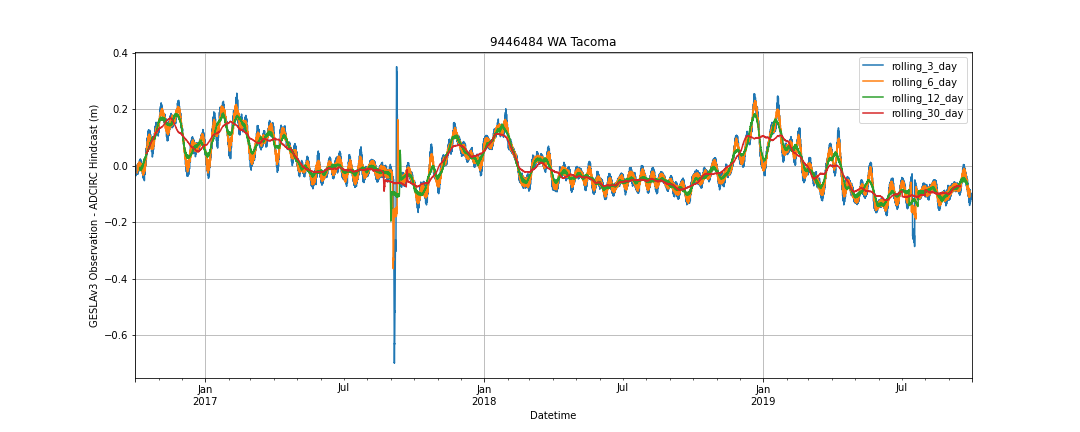 9446484 WA Tacoma
GESLAv3 Observation - ADCIRC Hindcast (m)
0.4
0.2
0.0
−0.2
−0.4
−0.6
rolling_3_day
rolling_6_day
rolling_12_day
rolling_30_day
Jan
2017
Jul
Jan
2018
Jul
Jan
2019
Jul
Datetime